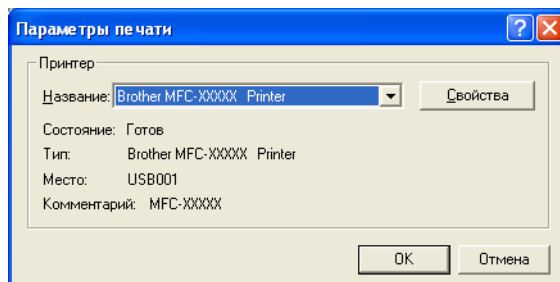 Параметры печати
Принтер
Название: Brother MFC-XXXXX Printer Свойства
Состояние: Готов
Тип: Brother MFC-XXXXX Printer
Место: USB001
Комментарий: MFC-XXXXX
OK Отмена